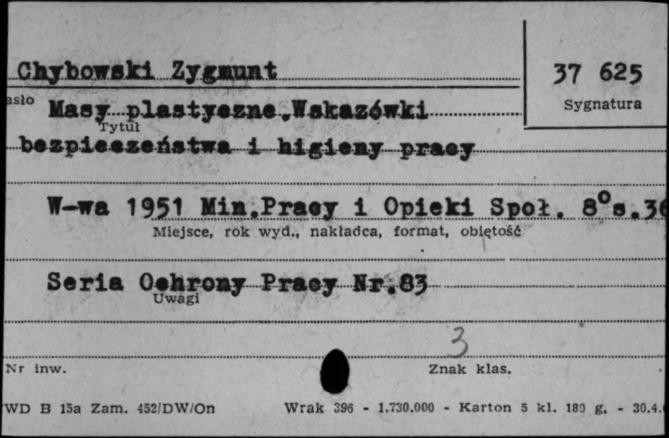 Chybowski Zygmunt
37 625
asło
Sygnatura
Masy plastyczne.Wskazówki
Tytuł
bezpieczeństwa i higieny pracy
W-wa 1951 Min.Pracy i Opieki Społ. 8°s.36
Miejsce, rok wyd., nakładca, format, objętość
Seria Ochrony Pracy Nr.83
Uwagi
3
Nr inw.
Znak klas.
WD B 15a Zam. 452/DW/On Wrak 396 - 1.730.000 - Karton 5 kl. 180 g, - 30.4.